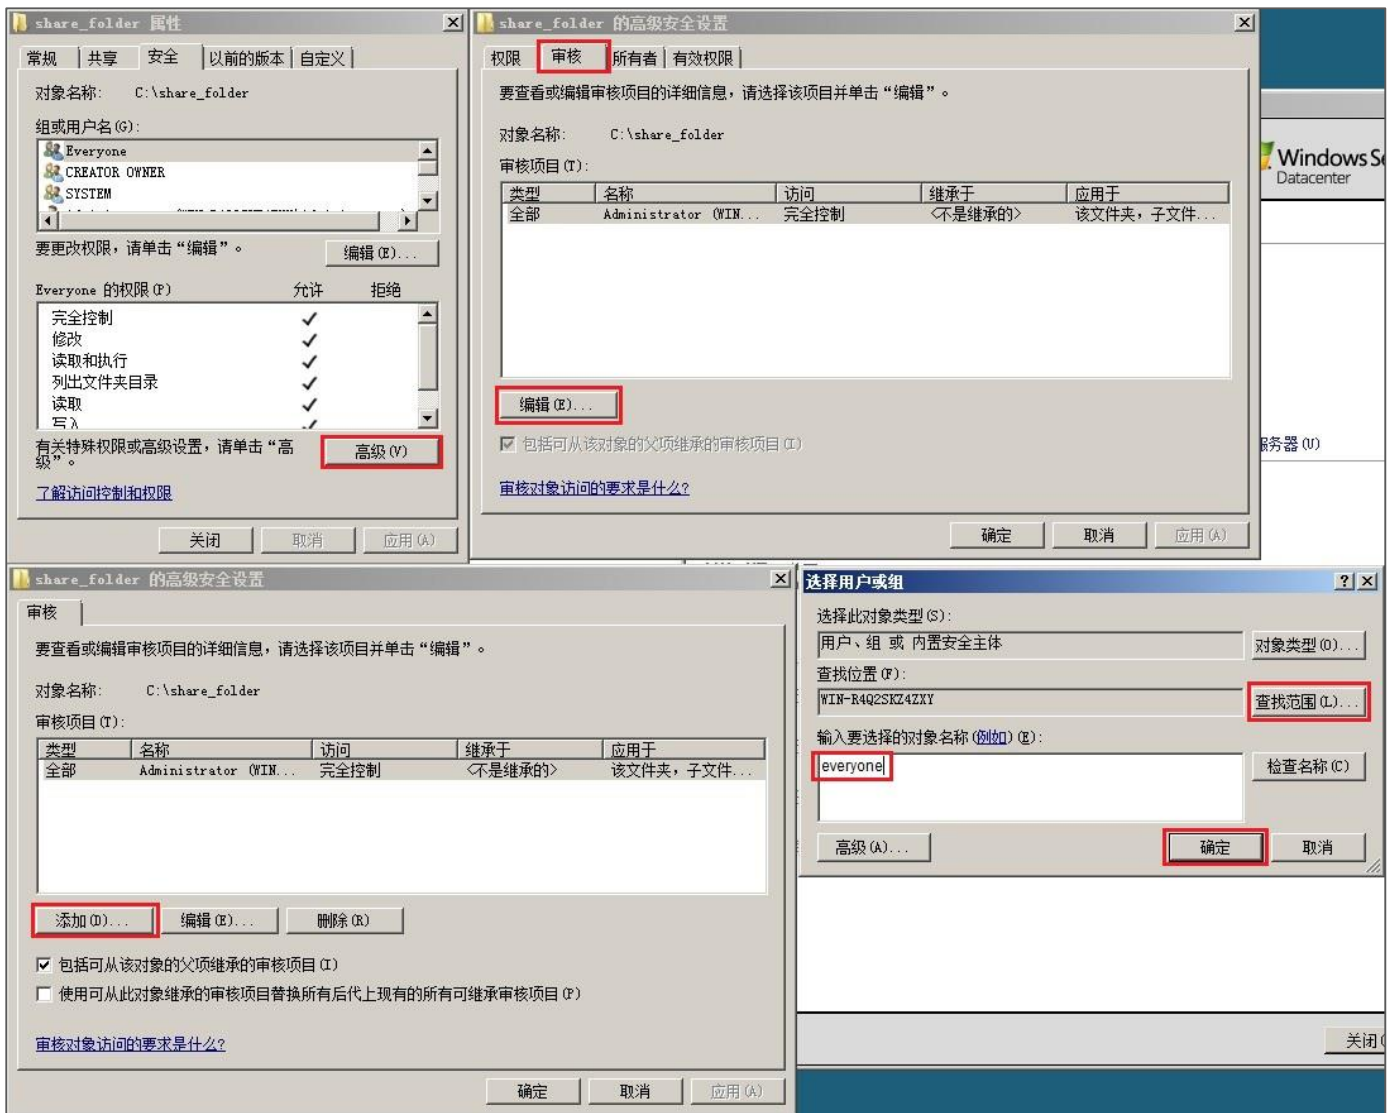 share_folder 属性
常规 共享 安全 以前的版本 自定义
对象名称: C:\share_folder
组或用户名(G):
Everyone
CREATOR OWNER
SYSTEM
要更改权限，请单击“编辑”。
编辑(E)...
Everyone 的权限(P) 允许 拒绝
完全控制
修改
读取和执行
列出文件夹目录
读取
写入
有关特殊权限或高级设置，请单击“高
级”。
高级(V)
了解访问控制和权限
关闭 取消 应用(A)
share_folder 的高级安全设置
权限 审核 所有者 有效权限
要查看或编辑审核项目的详细信息，请选择该项目并单击“编辑”。
对象名称: C:\share_folder
审核项目(T):
类型 名称 访问 继承于 应用于
全部 Administrator (WIN... 完全控制 <不是继承的> 该文件夹，子文件...
编辑(E)...
包括可从该对象的父项继承的审核项目(I)
审核对象访问的要求是什么?
确定 取消 应用(A)
Windows Se
Datacenter
服务器(U)
share_folder 的高级安全设置
审核
要查看或编辑审核项目的详细信息，请选择该项目并单击“编辑”。
对象名称: C:\share_folder
审核项目(T):
类型 名称 访问 继承于 应用于
全部 Administrator (WIN... 完全控制 <不是继承的> 该文件夹，子文件...
添加(D)... 编辑(E)... 删除(R)
包括可从该对象的父项继承的审核项目(I)
使用可从此对象继承的审核项目替换所有后代上现有的所有可继承审核项目(P)
审核对象访问的要求是什么?
确定 取消 应用(A)
选择用户或组
选择此对象类型(S):
用户、组 或 内置安全主体
对象类型(O)...
查找位置(F):
WIN-R4Q2SKZ4ZXY
查找范围(L)...
输入要选择的对象名称(例如)(E):
everyone
检查名称(C)
高级(A)... 确定 取消
关闭(